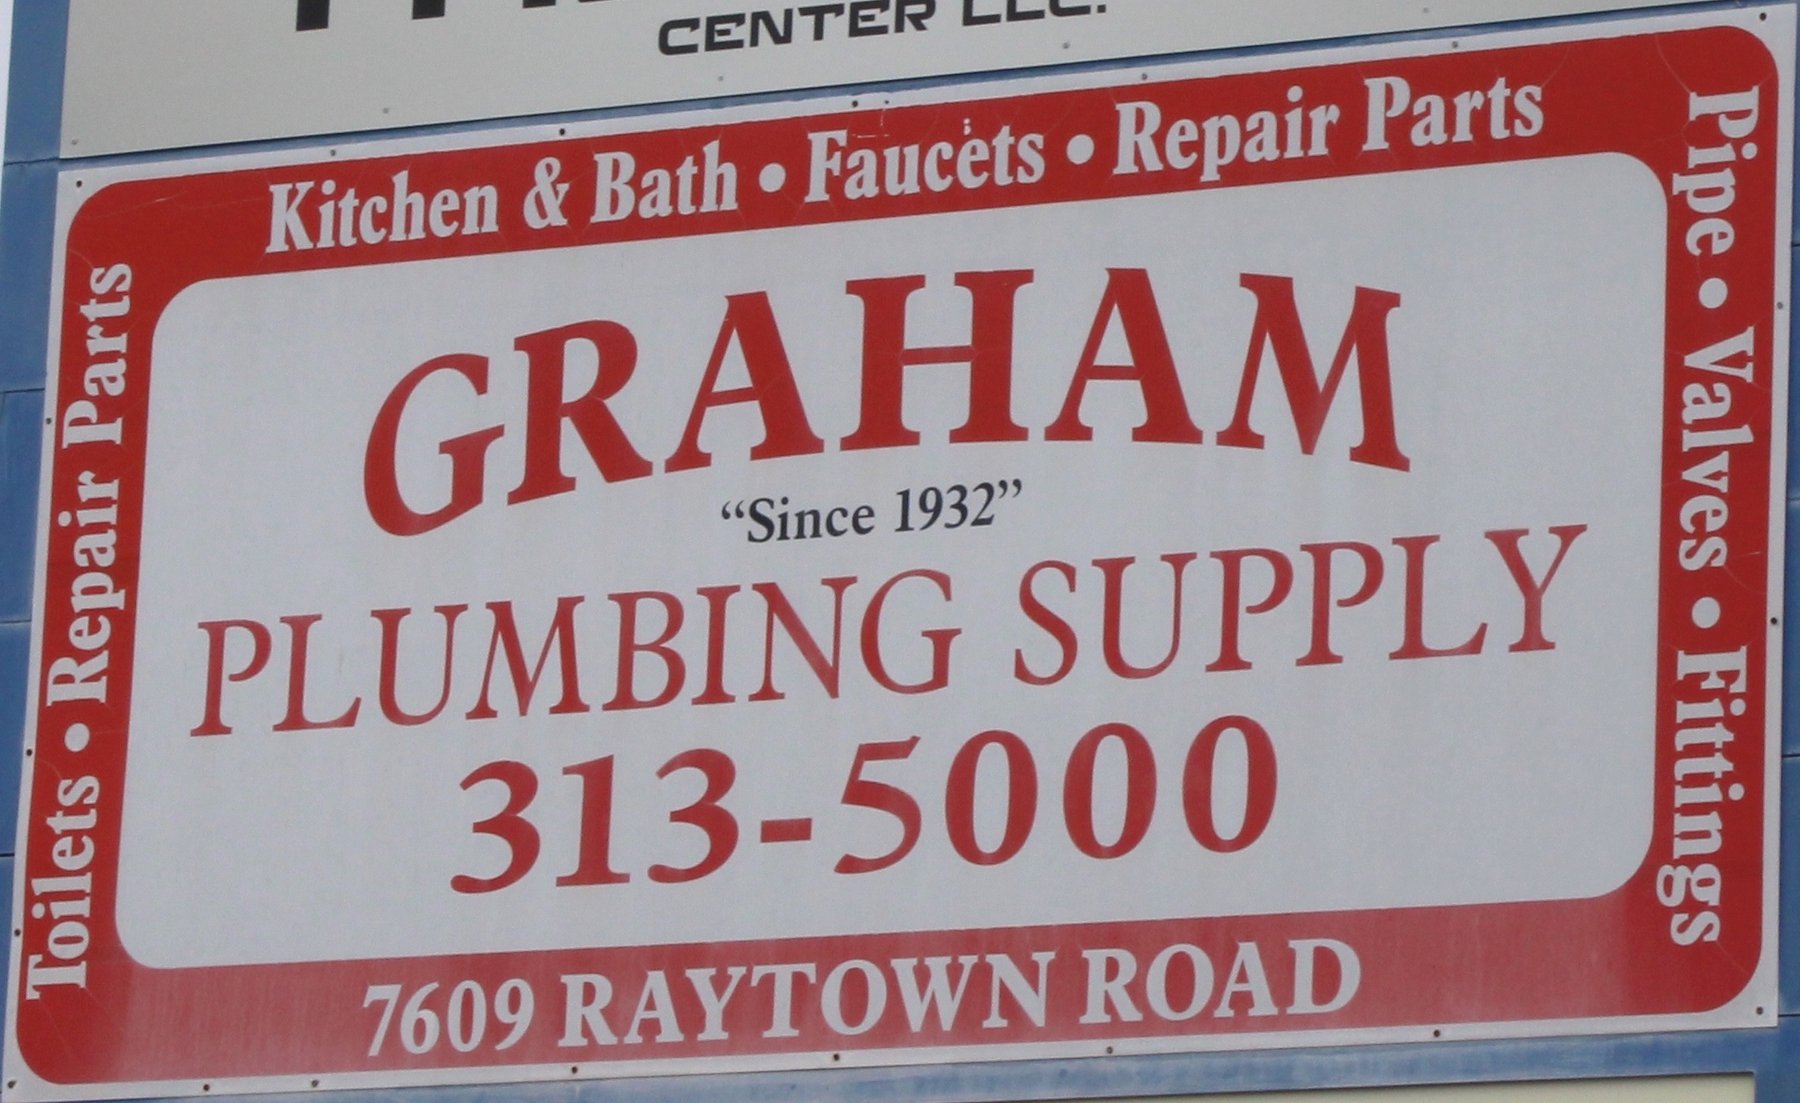 CENTER LLC.
Kitchen & Bath • Faucets • Repair Parts
Pipe • Valves • Fittings
Toilets • Repair Parts
GRAHAM
“Since 1932”
PLUMBING SUPPLY
313-5000
7609 RAYTOWN ROAD